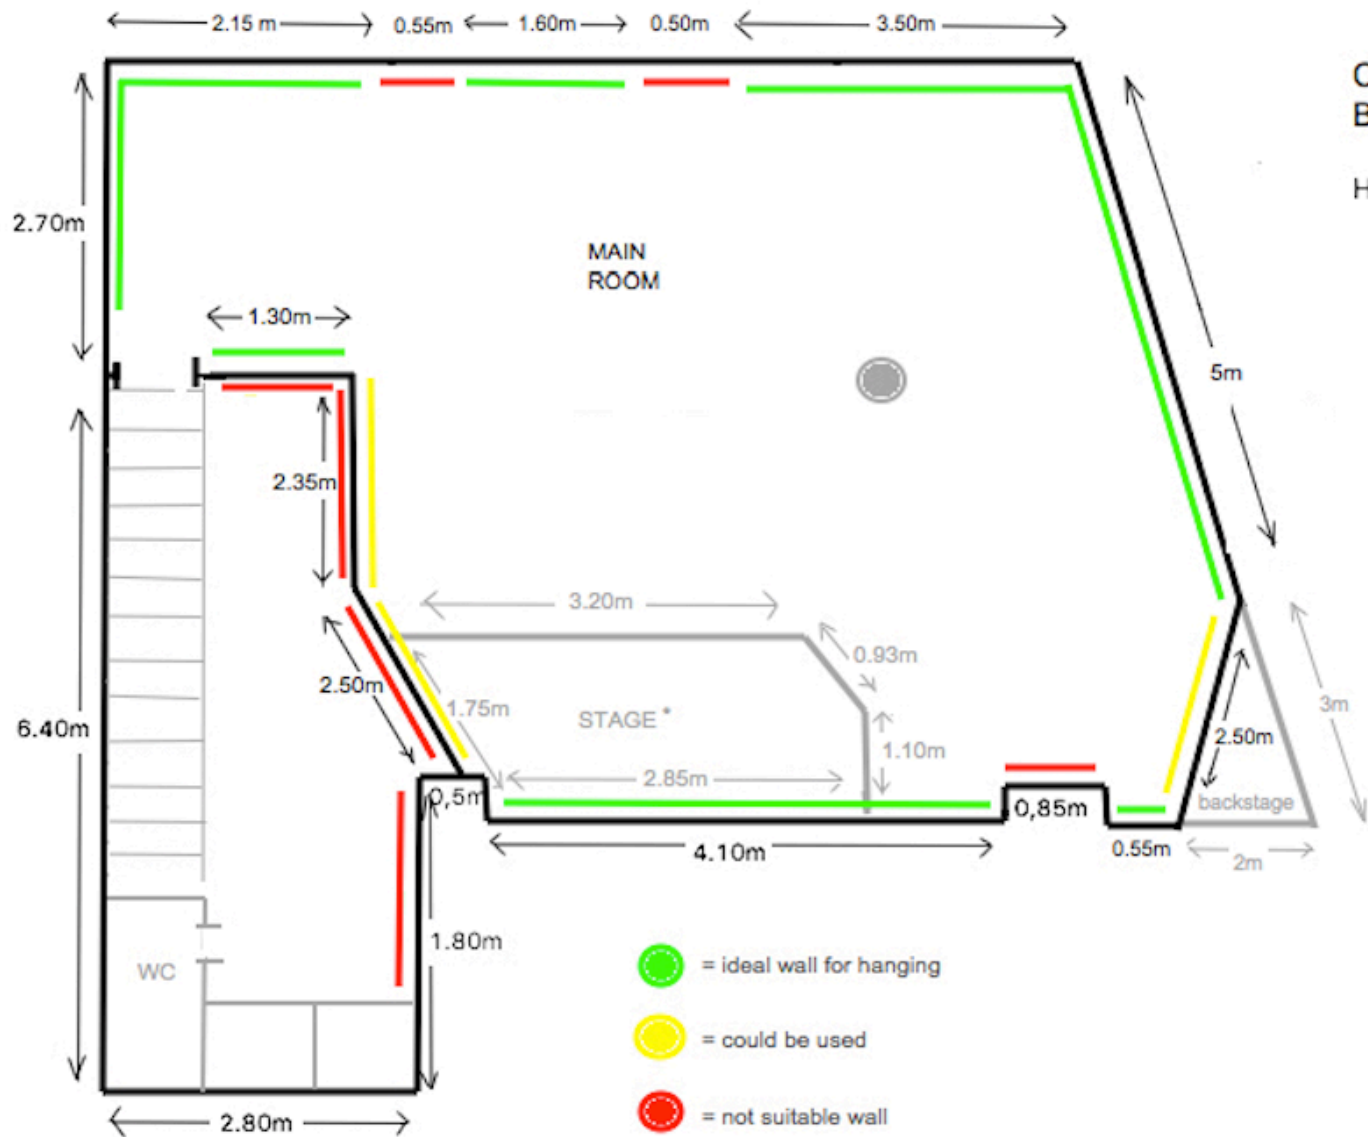 2.15 m
0.55m
1.60m
0.50m
3.50m
C
B
H
2.70m
MAIN
ROOM
1.30m
5m
2.35m
3.20m
0.93m
2.50m
1.75m
STAGE *
1.10m
3m
6.40m
2.85m
2.50m
backstage
0,5m
0,85m
4.10m
0.55m
2m
1.80m
WC
= ideal wall for hanging
= could be used
= not suitable wall
2.80m